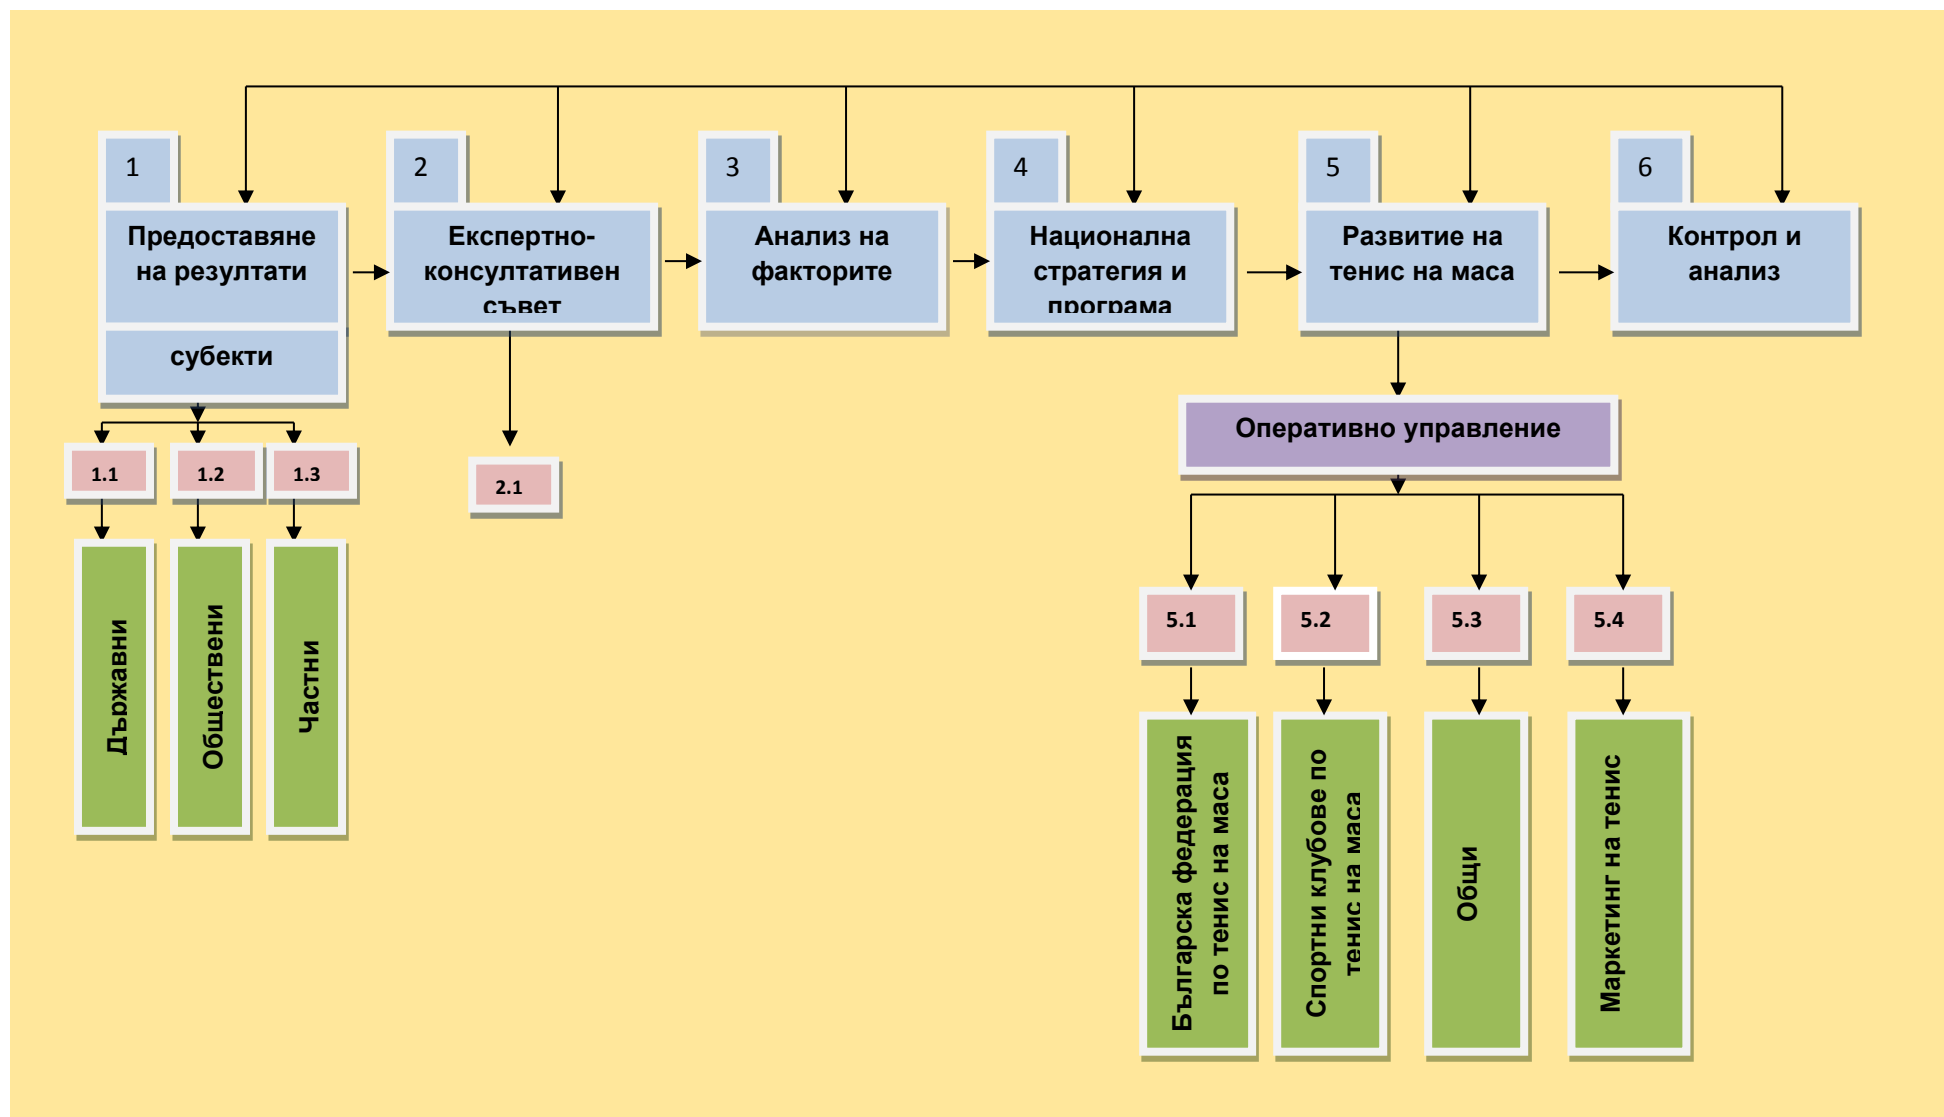 1
2
3
4
5
6
Предоставяне
на резултати
Експертно-
консултативен
съвет
Анализ на
факторите
Национална
стратегия и
програма
Развитие на
тенис на маса
Контрол и
анализ
субекти
Оперативно управление
1.1
1.2
1.3
2.1
Държавни
Обществени
Частни
5.1
5.2
5.3
5.4
Българска федерация
по тенис на маса
Спортни клубове по
тенис на маса
Общи
Маркетинг на тенис